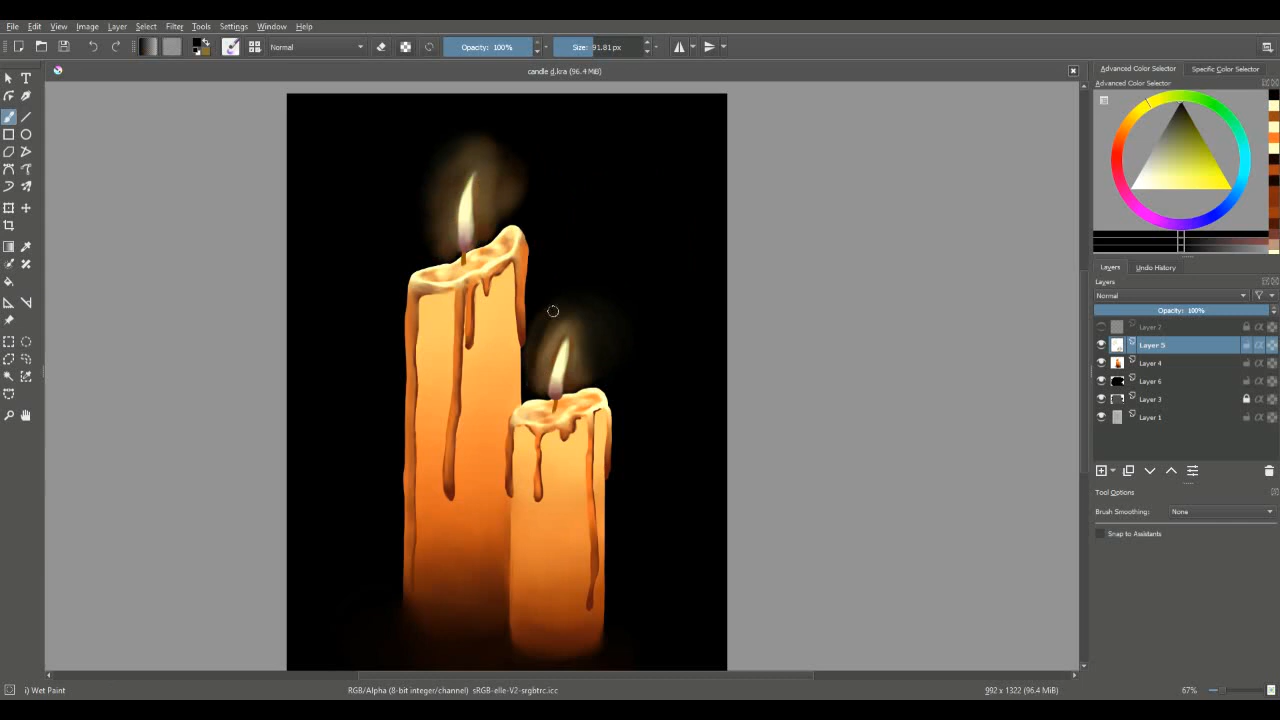 File Edit View Image Layer Select Filter Tools Settings Window Help
Normal Opacity: 100% Size: 91.81 px
candle d.kra (96.4 MiB)
Advanced Color Selector Specific Color Selector
Advanced Color Selector
Layers Undo History
Layers
Normal
Opacity: 100%
Layer 2
Layer 5
Layer 4
Layer 6
Layer 3
Layer 1
Tool Options
Brush Smoothing: None
Snap to Assistants
i) Wet Paint RGB/Alpha (8-bit integer/channel) sRGB-elle-V2-srgbtrc.icc 992 x 1322 (96.4 MiB) 67%